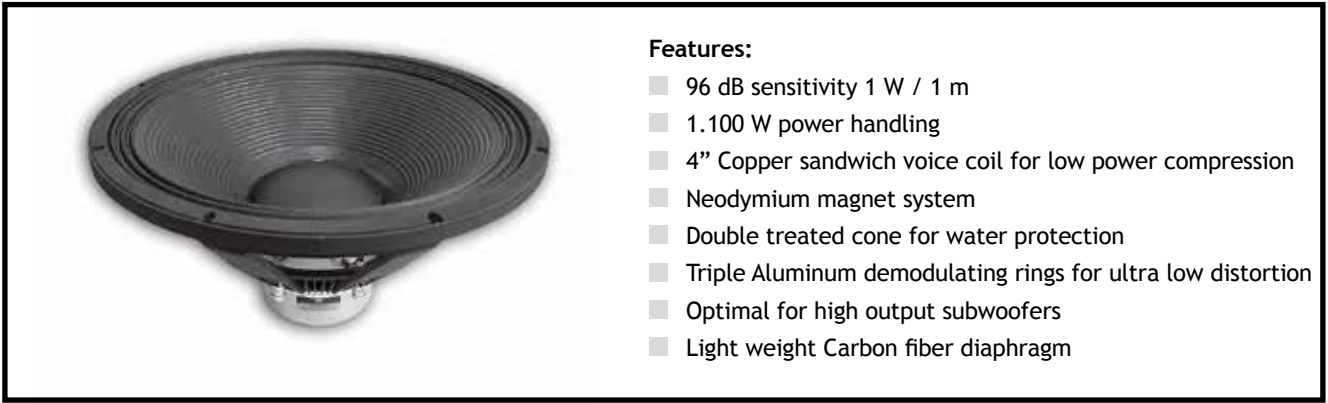 Features:
96 dB sensitivity 1 W / 1 m
1.100 W power handling
4” Copper sandwich voice coil for low power compression
Neodymium magnet system
Double treated cone for water protection
Triple Aluminum demodulating rings for ultra low distortion
Optimal for high output subwoofers
Light weight Carbon fiber diaphragm